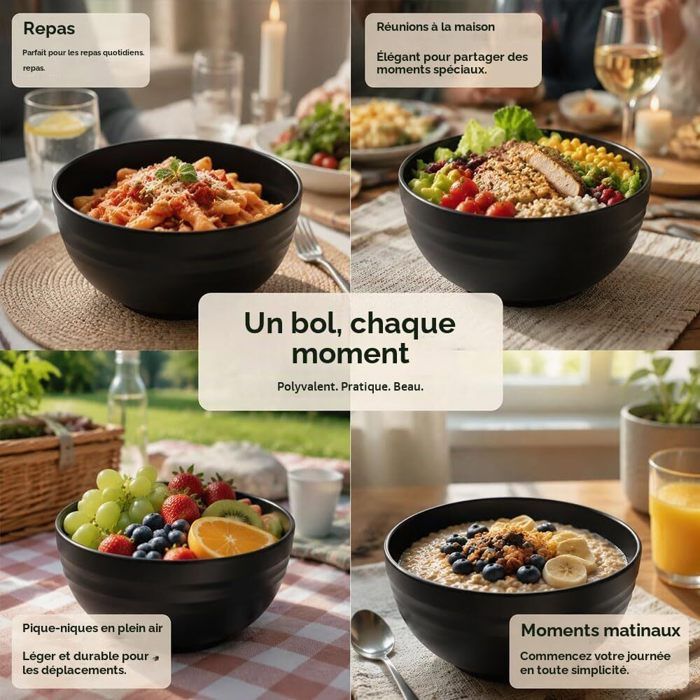 Repas
Parfait pour les repas quotidiens.
repas.
Réunions à la maison
Élégant pour partager des
moments spéciaux.
Un bol, chaque
moment
Polyvalent. Pratique. Beau.
Pique-niques en plein air
Léger et durable pour
les déplacements.
Moments matinaux
Commencez votre journée
en toute simplicité.